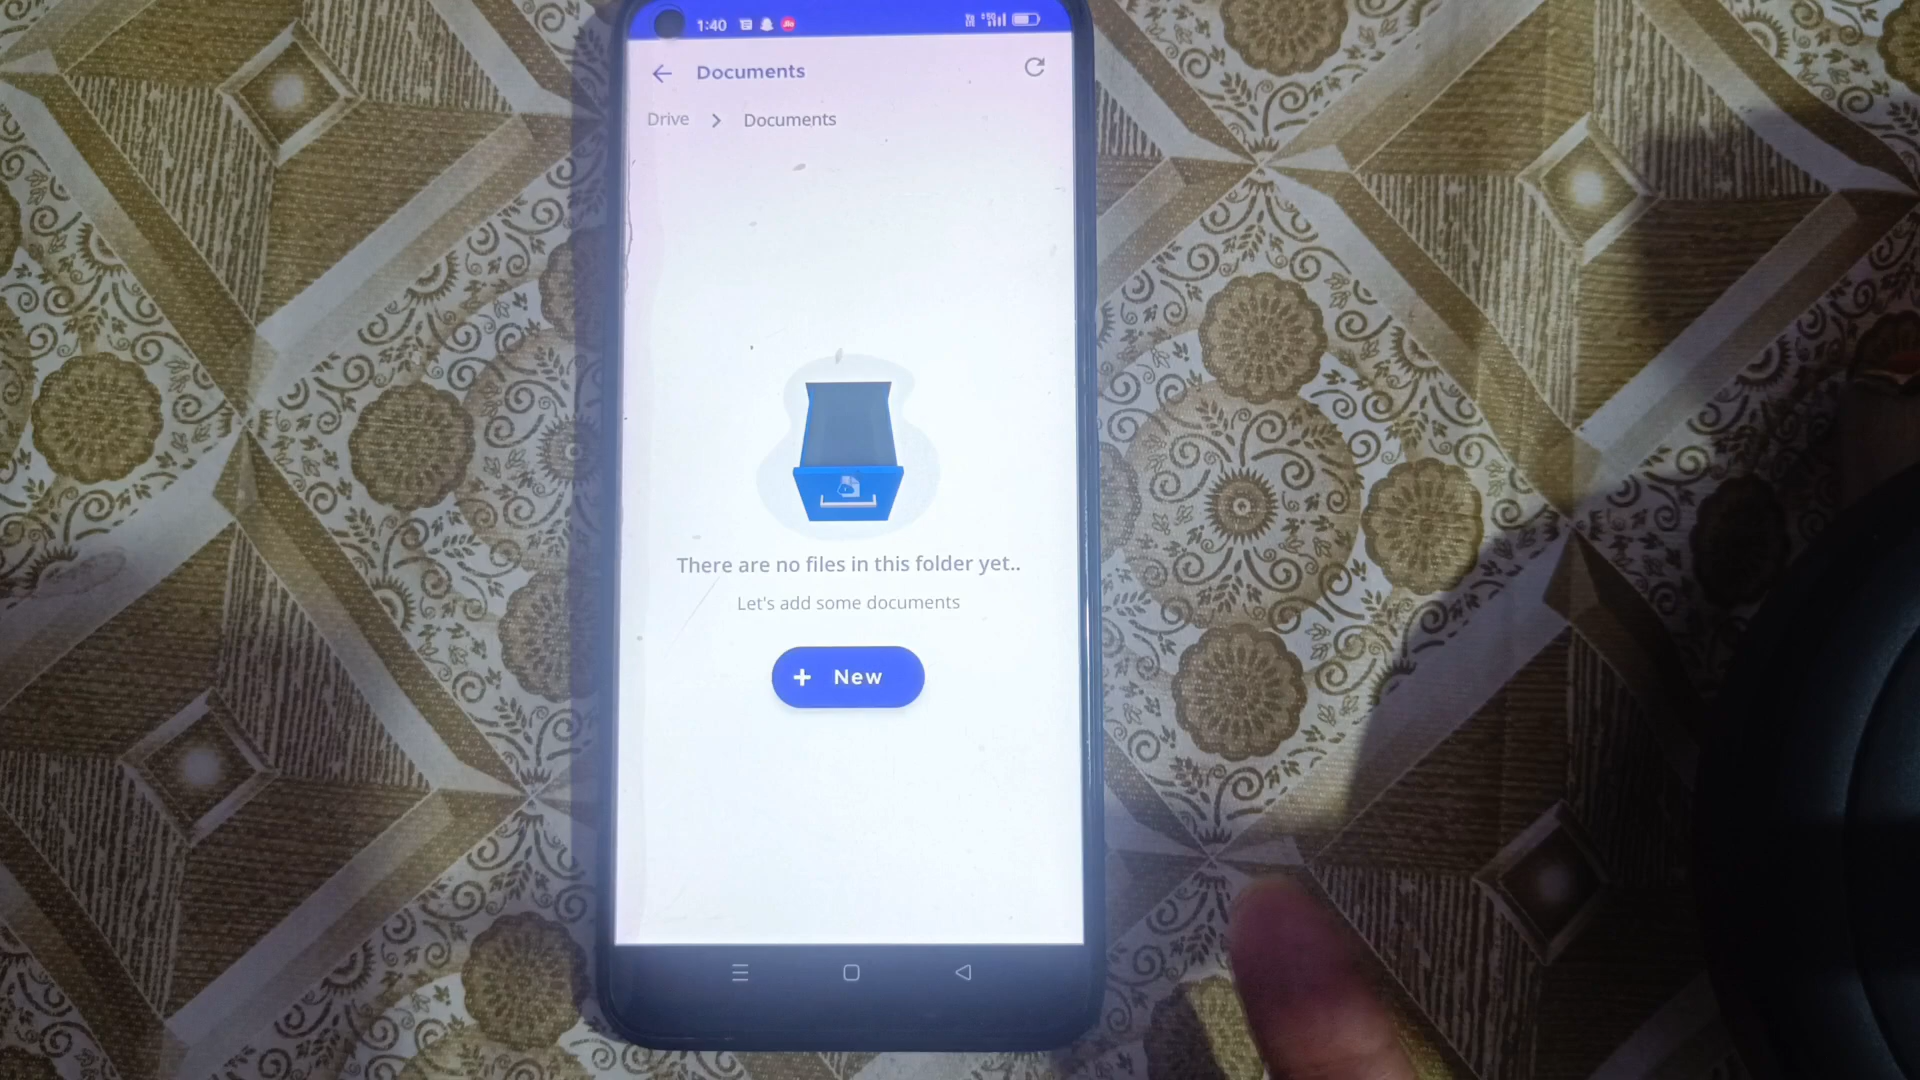 1:40
Documents
Drive > Documents
There are no files in this folder yet..
Let's add some documents
+ New